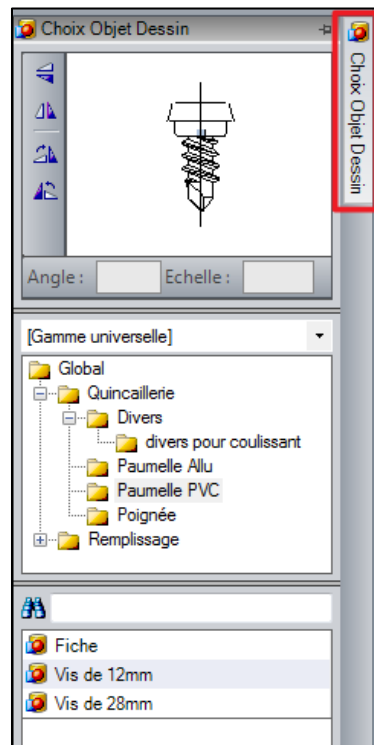 Choix Objet Dessin
Choix Objet Dessin
Angle :
Echelle :
[Gamme universelle]
Global
Quincaillerie
Divers
divers pour coulissant
Paumelle Allu
Paumelle PVC
Poignée
Remplissage
Fiche
Vis de 12mm
Vis de 28mm